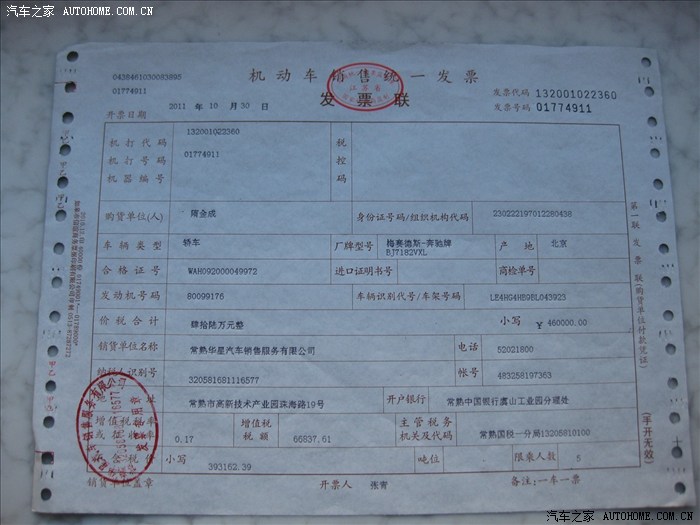 汽车之家 AUTOHOME.COM.CN
0438461030083895
01774911
机动车销售统一发票
发票联
江苏省
发票代码 132001022360
发票号码 01774911
开票日期 2011 年 10 月 30 日
机打代码 132001022360
机打号码 01774911
机器编号
税控码
购货单位(人) 隋金成 身份证号码/组织机构代码 230222197012280438
车辆类型 轿车 厂牌型号 梅赛德斯-奔驰牌 BJ7182VXL 产地 北京
合格证号 WAH092000049972 进口证明书号 商检单号
发动机号码 80099176 车辆识别代号/车架号码 LE4HG4HB9BL043923
价税合计 肆拾陆万元整 小写 ￥460000.00
销货单位名称 常熟华星汽车销售服务有限公司 电话 52021800
纳税人识别号 320581681116577 帐号 483258197363
址 常熟市高新技术产业园珠海路19号 开户银行 常熟中国银行虞山工业园分理处
增值税 0.17 增值税税额 66837.61 主管税务机关及代码 常熟国税一分局13205810100
小写 393162.39 吨位 限乘人数 5
销货单位盖章 开票人 张青 备注:一车一票
第一联 发票联(购货单位付款凭证)
(手开无效)
汽车之家 AUTOHOME.COM.CN